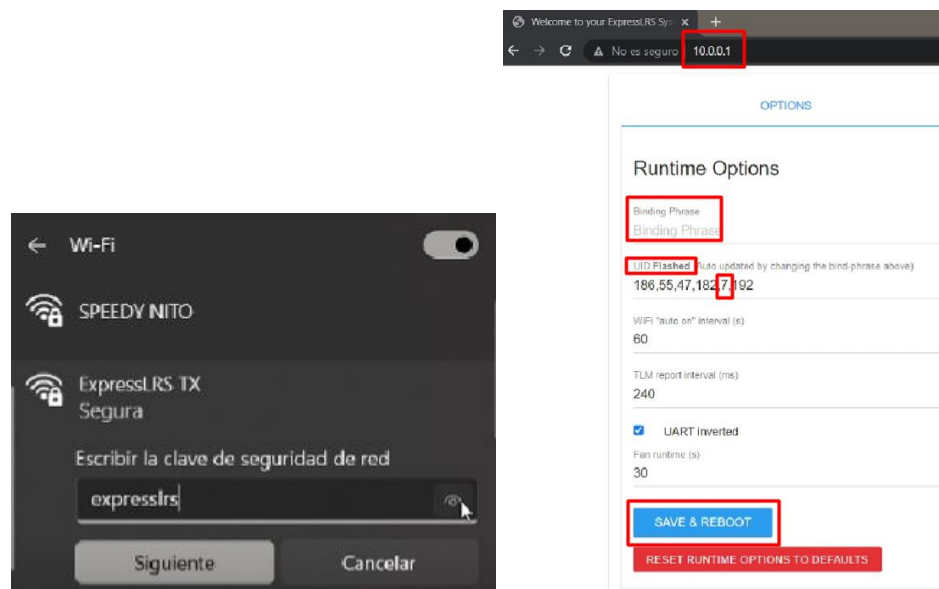 Wi-Fi
SPEEDY NITO
ExpressLRS TX
Segura
Escribir la clave de seguridad de red
expresslrs
Siguiente
Cancelar
Welcome to your ExpressLRS Sys
No es seguro
10.0.0.1
OPTIONS
Runtime Options
Binding Phrase
Binding Phrase
UID Flashed (Auto updated by changing the bind-phrase above)
186,55,47,182,7,192
WiFi "auto on" interval (s)
60
TLM report interval (ms)
240
UART inverted
Fan runtime (s)
30
SAVE & REBOOT
RESET RUNTIME OPTIONS TO DEFAULTS